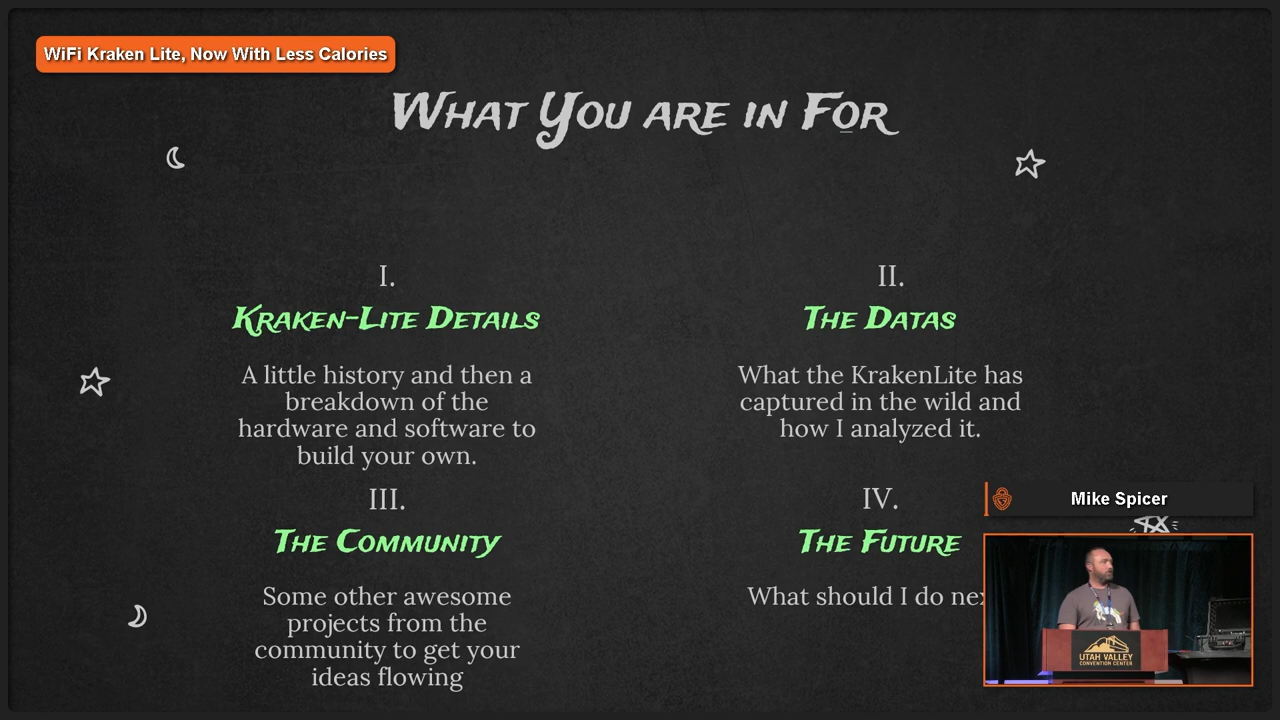 WiFi Kraken Lite, Now With Less Calories
What You are in For
I.
Kraken-Lite Details
A little history and then a
breakdown of the
hardware and software to
build your own.
II.
The Datas
What the KrakenLite has
captured in the wild and
how I analyzed it.
III.
The Community
Some other awesome
projects from the
community to get your
ideas flowing
IV.
The Future
What should I do
Mike Spicer
UTAH VALLEY
CONVENTION CENTER